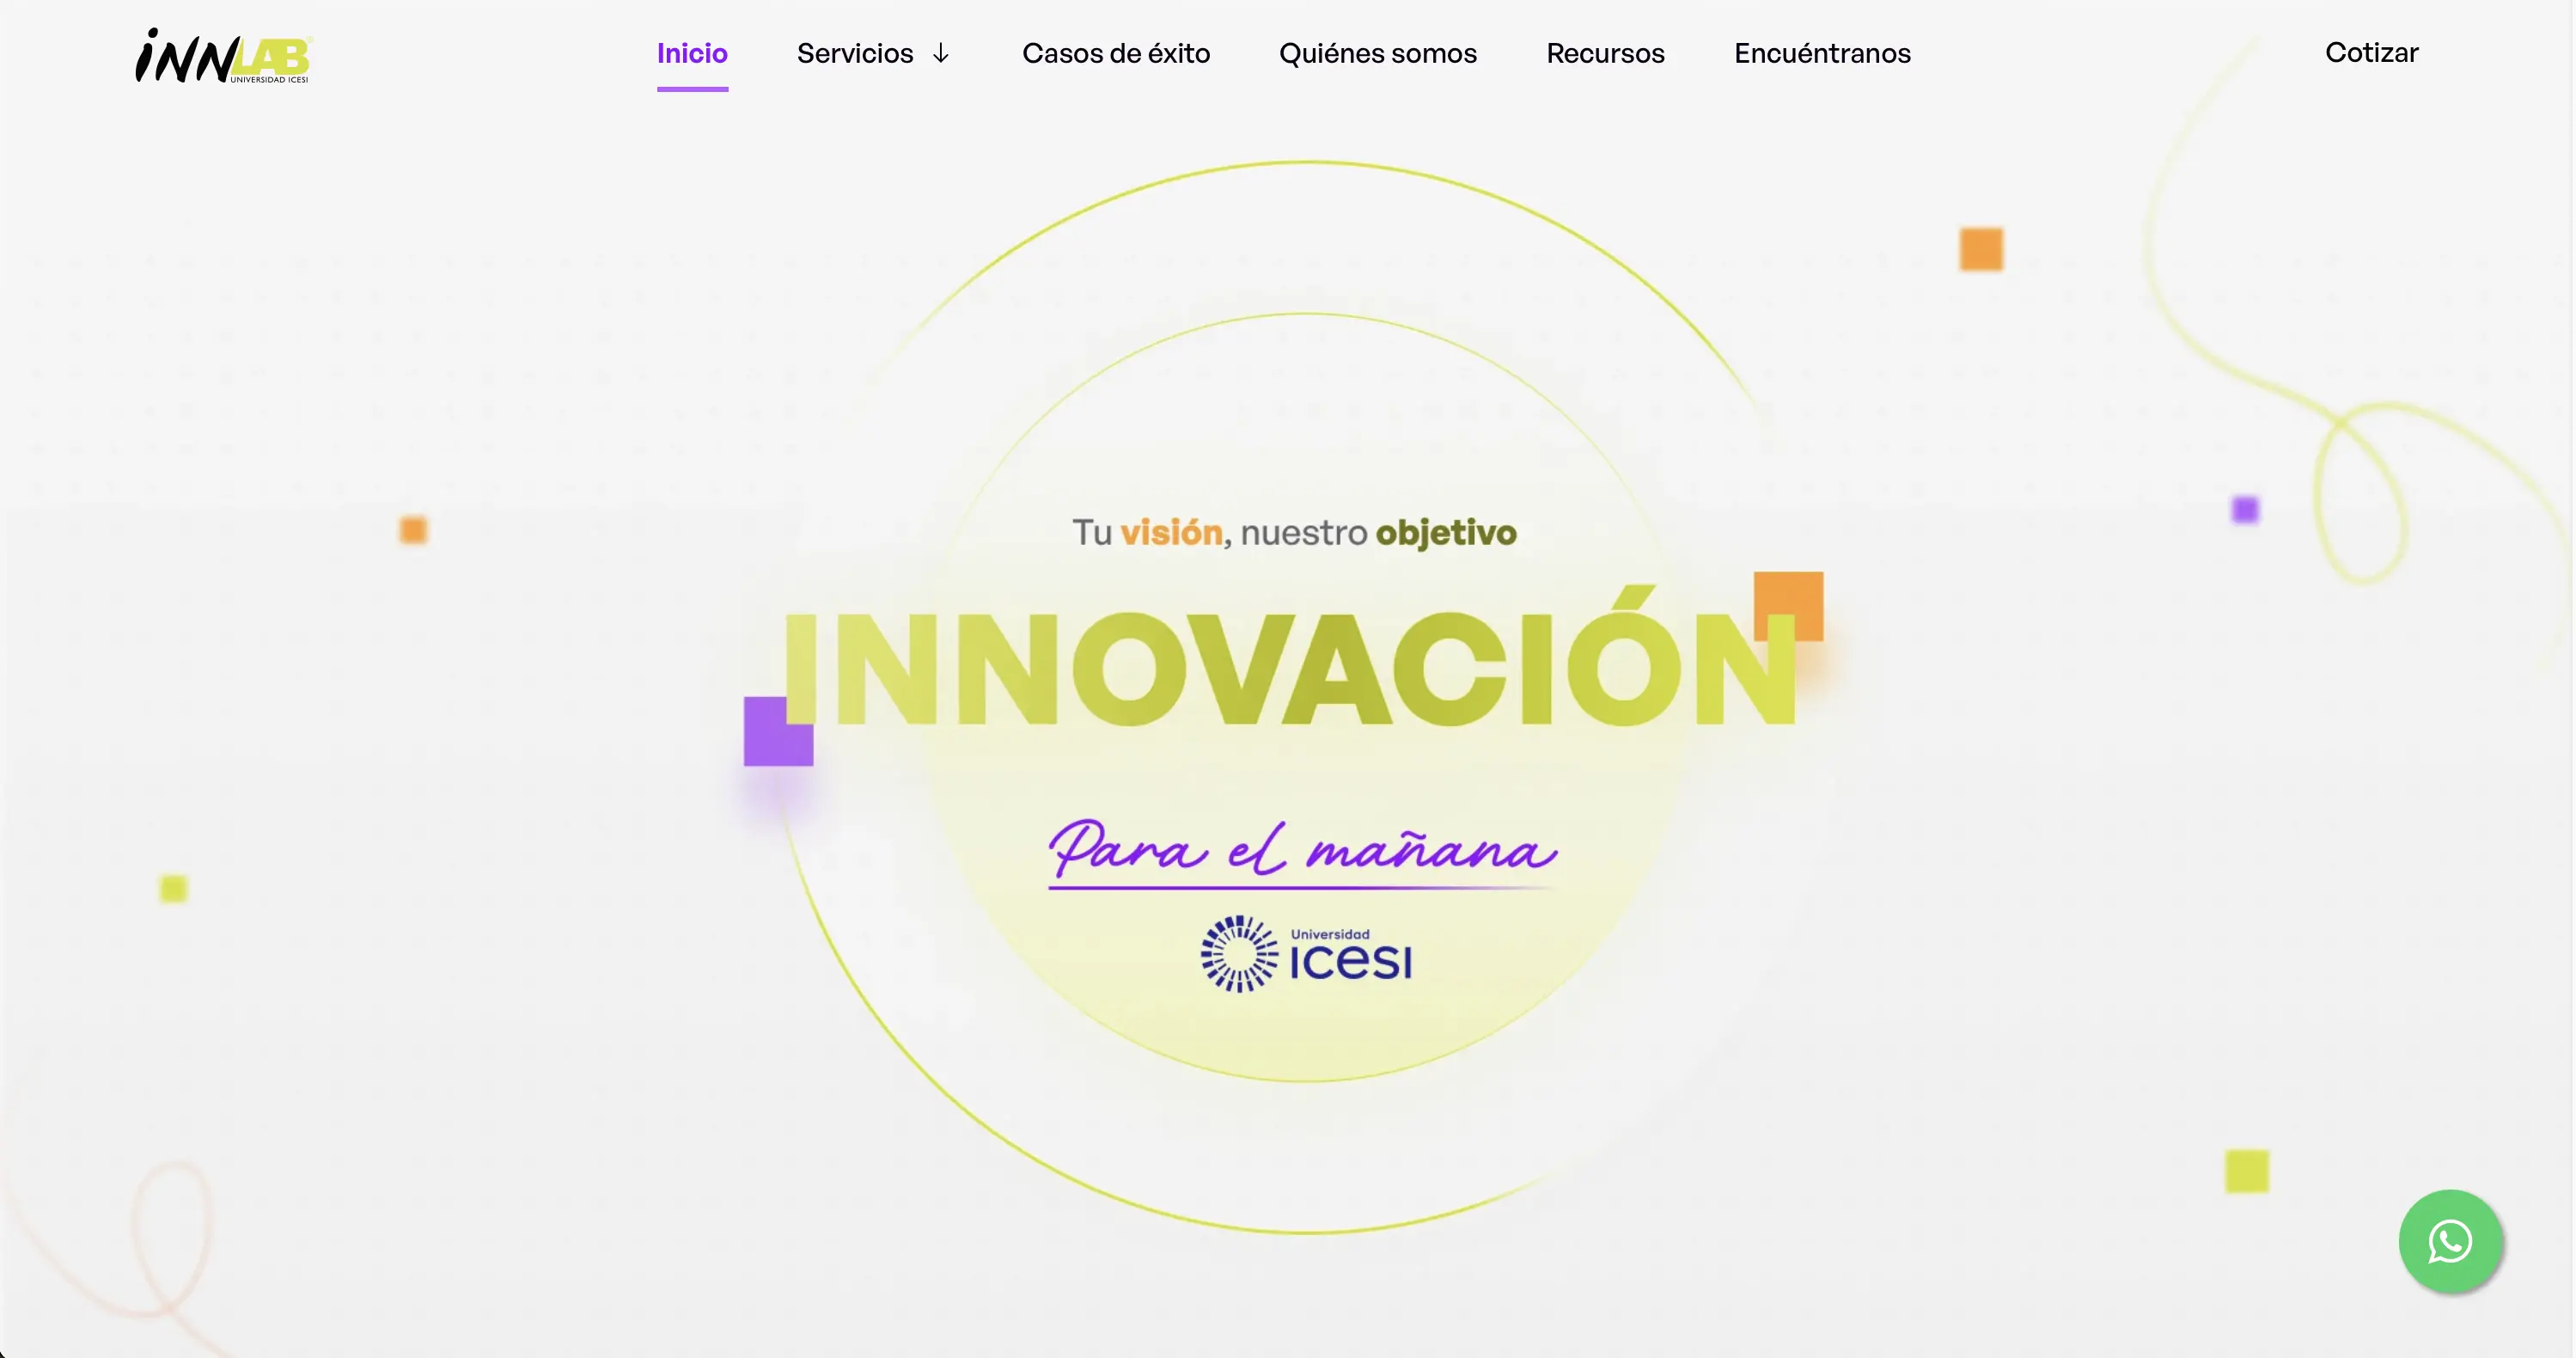 iNNLAB
UNIVERSIDAD ICESI
Inicio
Servicios ↓
Casos de éxito
Quiénes somos
Recursos
Encuéntranos
Cotizar
Tu visión, nuestro objetivo
INNOVACIÓN
Para el mañana
Universidad
icesi